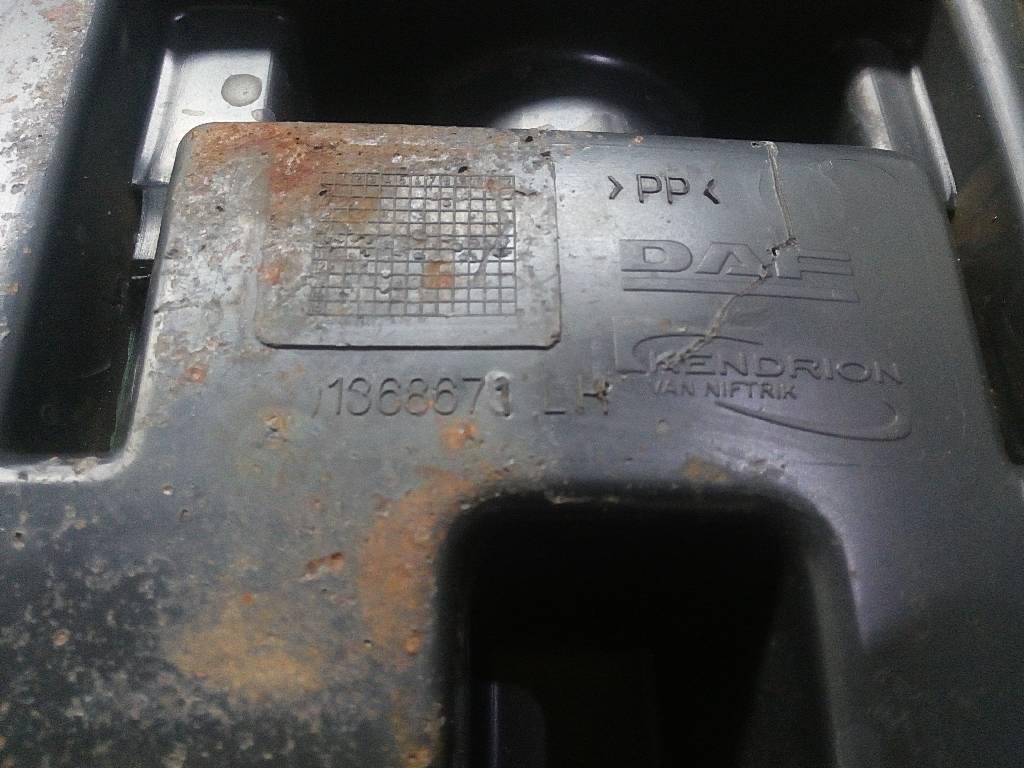 >PP<
DAF
KENDRION
VAN NIFTRIK
1368673 LH